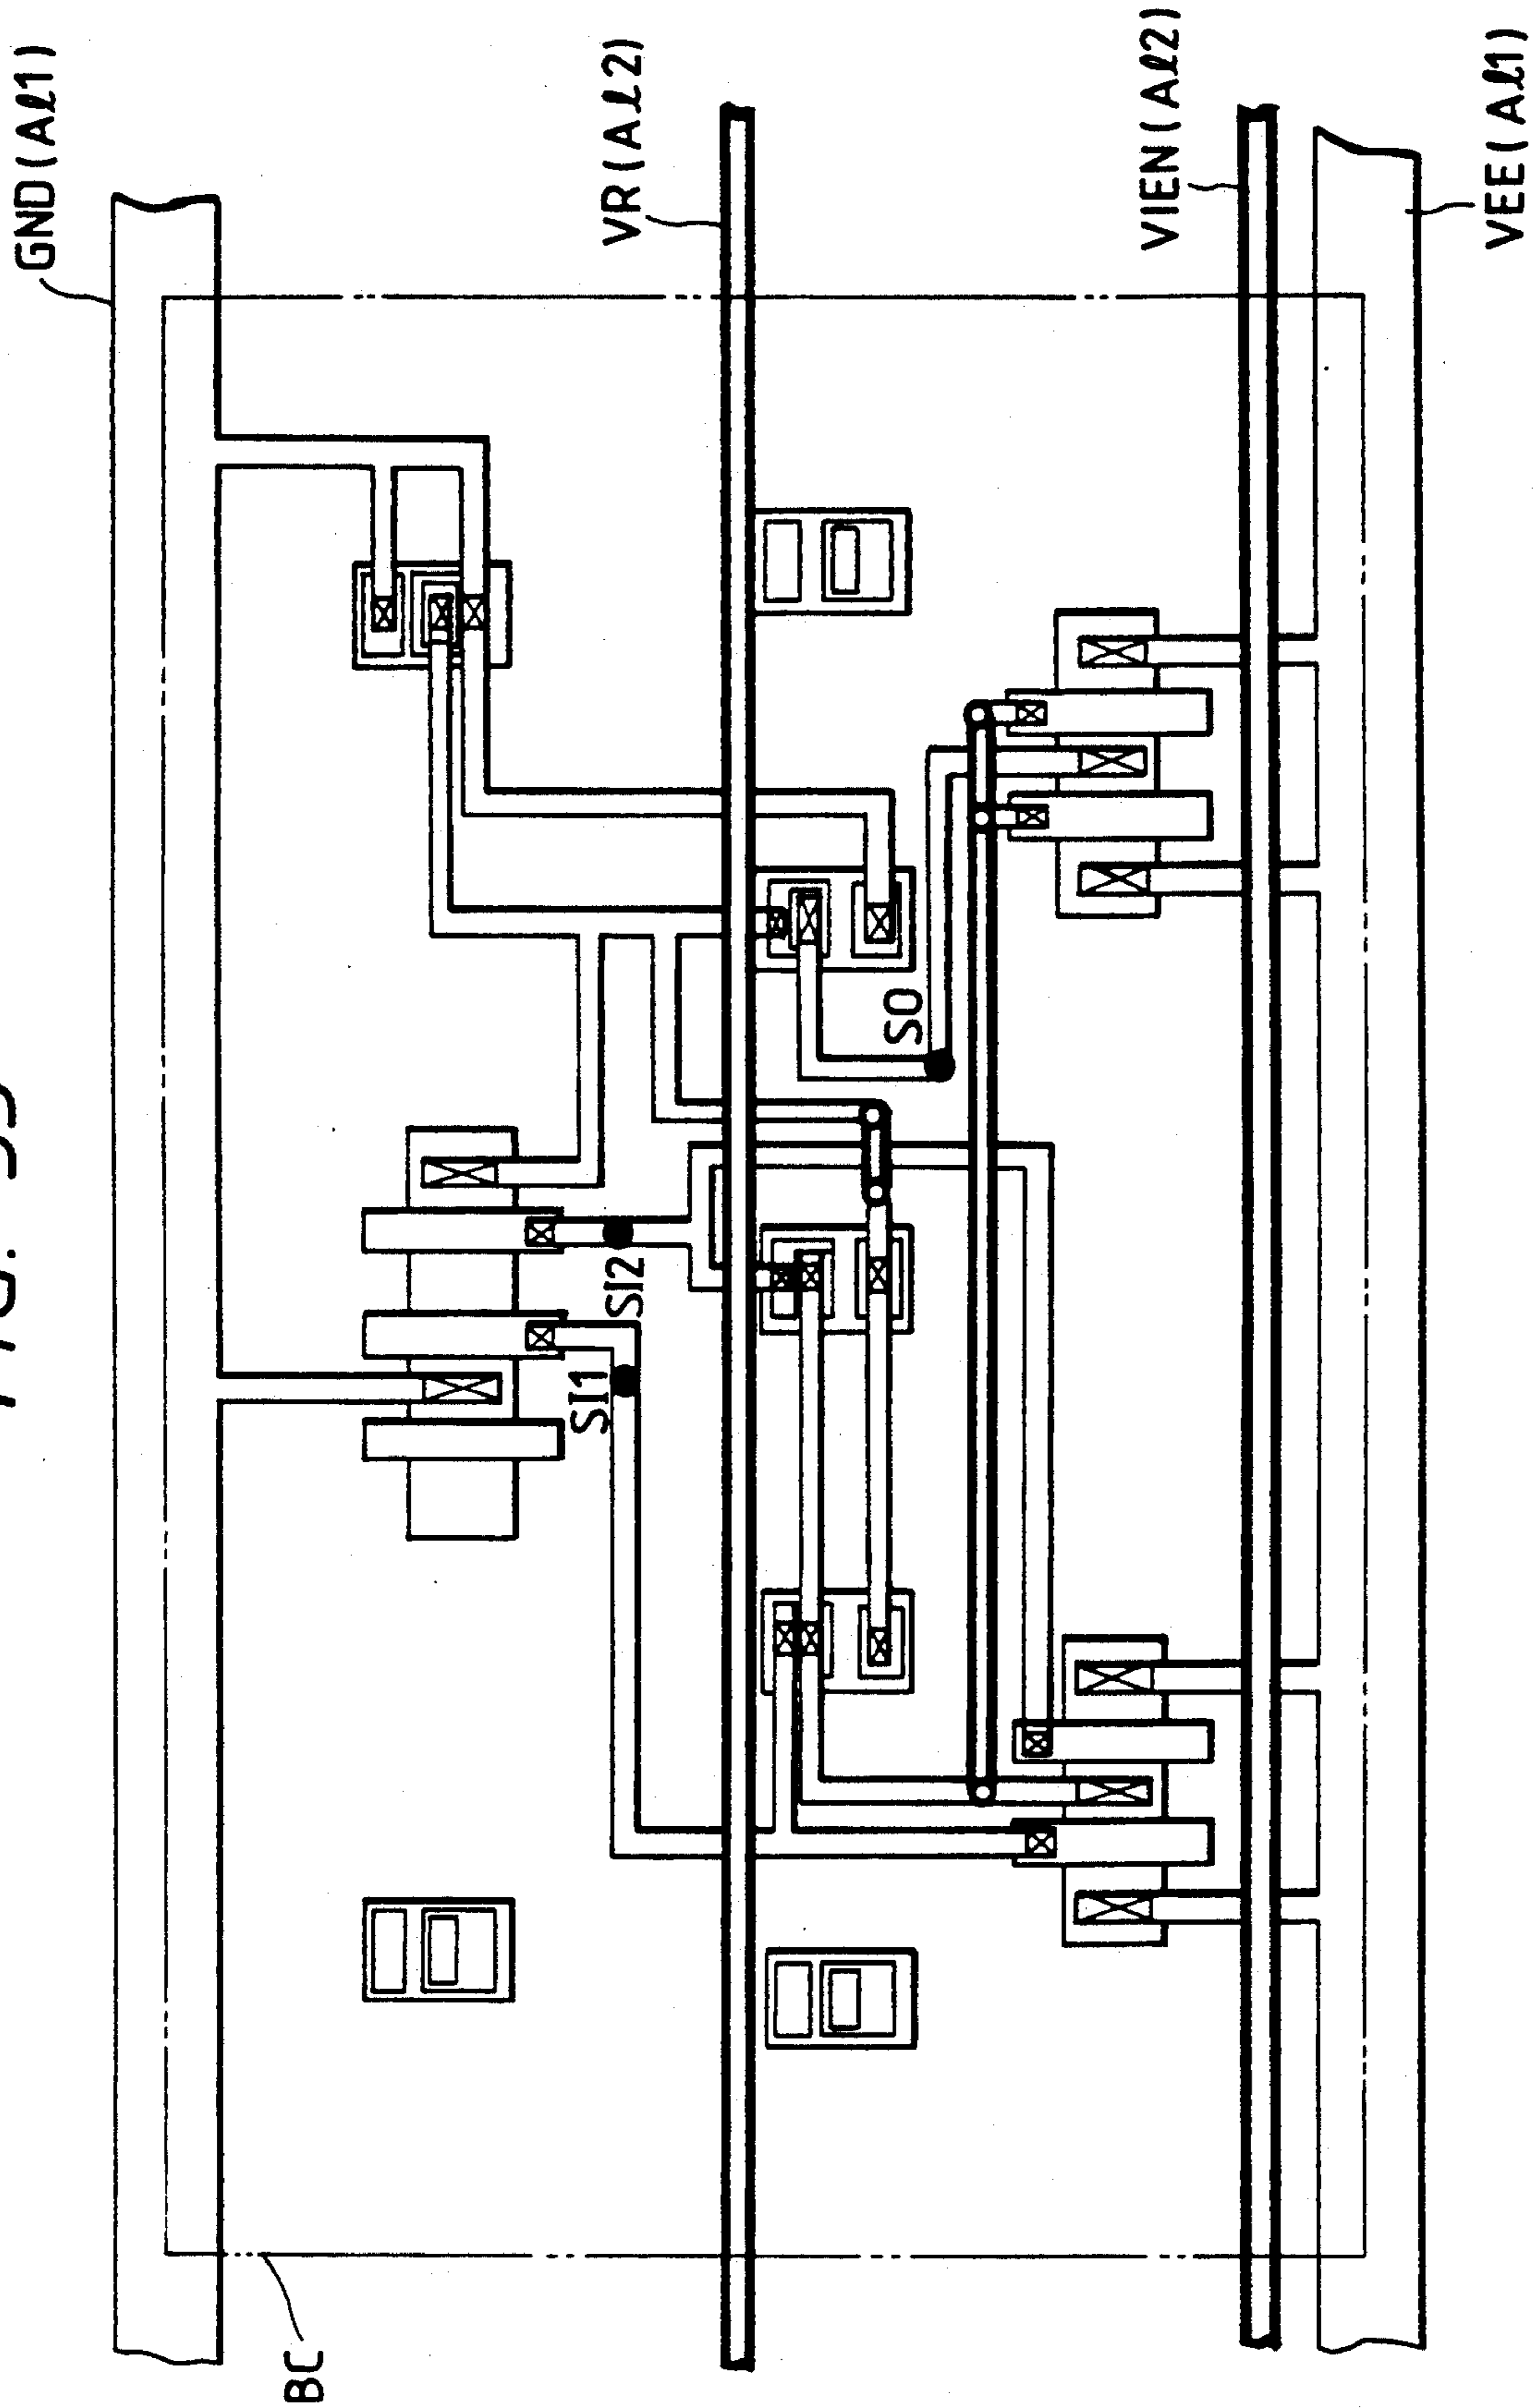 GND(Aℓ1)
VR(Aℓ2)
VIEN(Aℓ2)
VEE(Aℓ1)
SO
SI2
SI1
BC